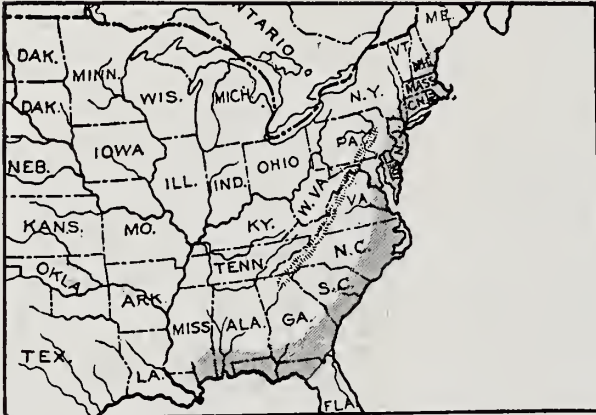 ONTARIO
ME.
VT.
N.H.
MASS.
CN.
DAK.
MINN.
WIS.
MICH.
N.Y.
DAK.
IOWA
PA.
NEB.
ILL.
IND.
OHIO
W.VA.
VA.
KANS.
MO.
KY.
N.C.
OKLA.
TENN.
S.C.
ARK.
MISS.
ALA.
GA.
TEX.
LA.
FLA.